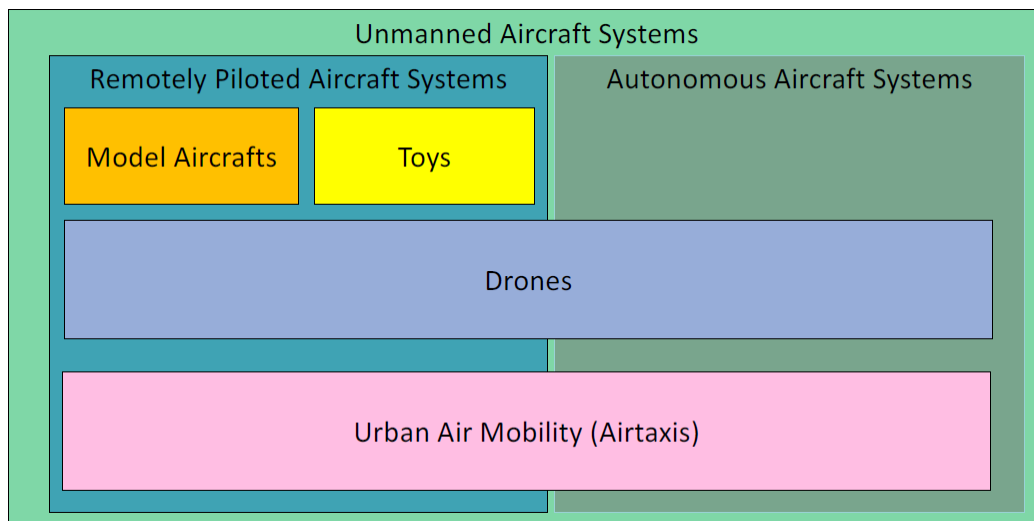 Unmanned Aircraft Systems
Remotely Piloted Aircraft Systems
Autonomous Aircraft Systems
Model Aircrafts
Toys
Drones
Urban Air Mobility (Airtaxis)